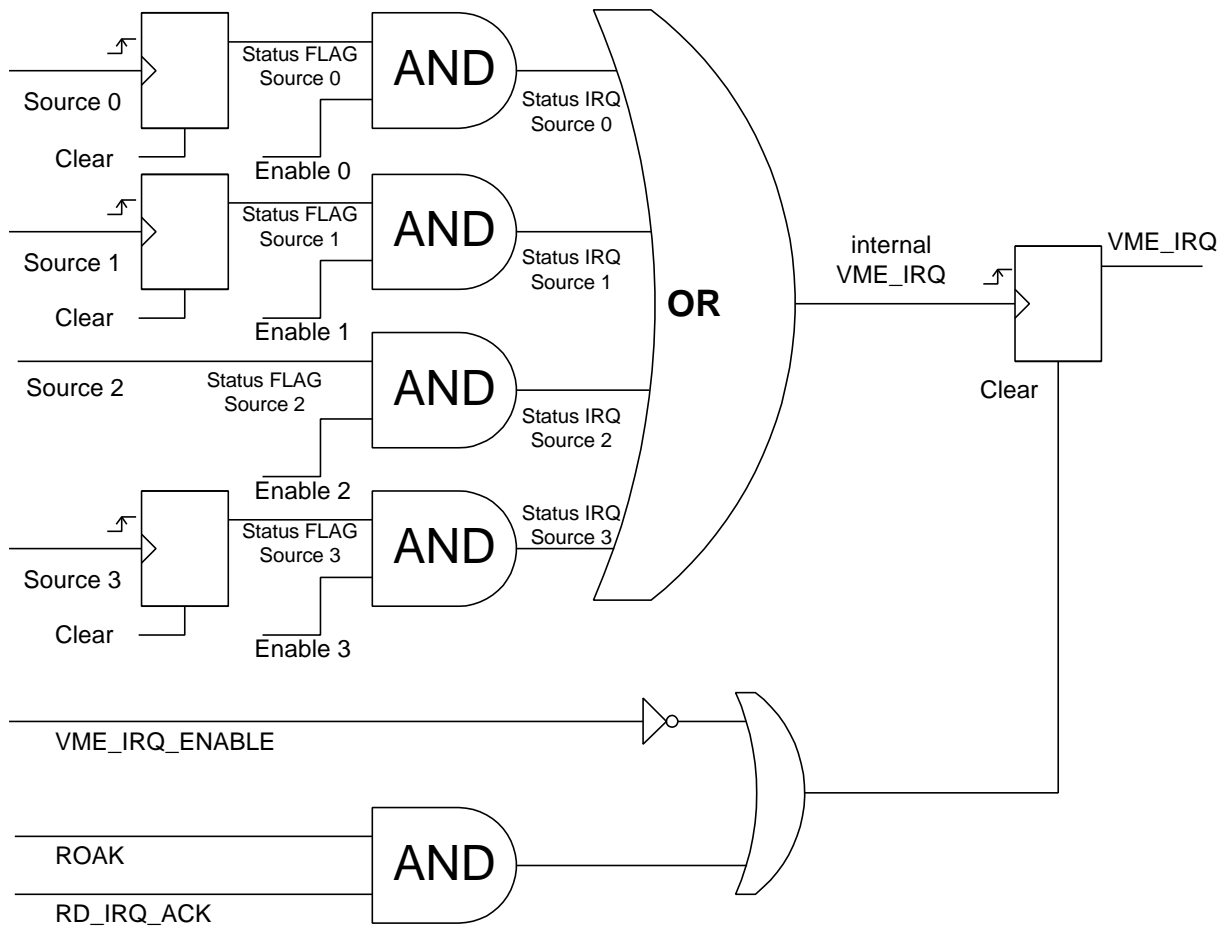 Status FLAG
Source 0
AND
Source 0
Status IRQ
Source 0
Clear
Enable 0
Status FLAG
Source 1
AND
Source 1
Status IRQ
Source 1
Clear
Enable 1
internal
VME_IRQ
VME_IRQ
OR
Source 2
Status FLAG
Source 2
AND
Status IRQ
Source 2
Clear
Enable 2
Status FLAG
Source 3
AND
Status IRQ
Source 3
Source 3
Clear
Enable 3
VME_IRQ_ENABLE
ROAK
AND
RD_IRQ_ACK